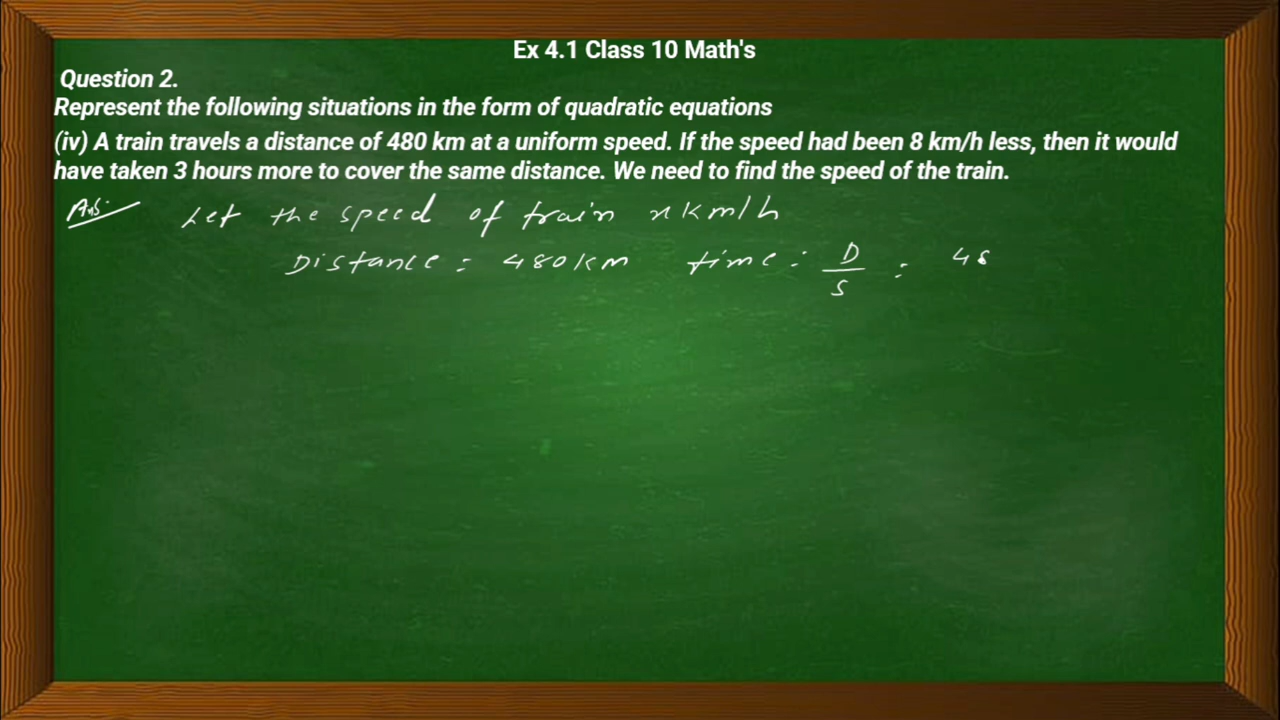 Ex 4.1 Class 10 Math's
Question 2.
Represent the following situations in the form of quadratic equations
(iv) A train travels a distance of 480 km at a uniform speed. If the speed had been 8 km/h less, then it would
have taken 3 hours more to cover the same distance. We need to find the speed of the train.
Ans: Let the speed of train x km/h
Distance = 480 km time = D/S = 48